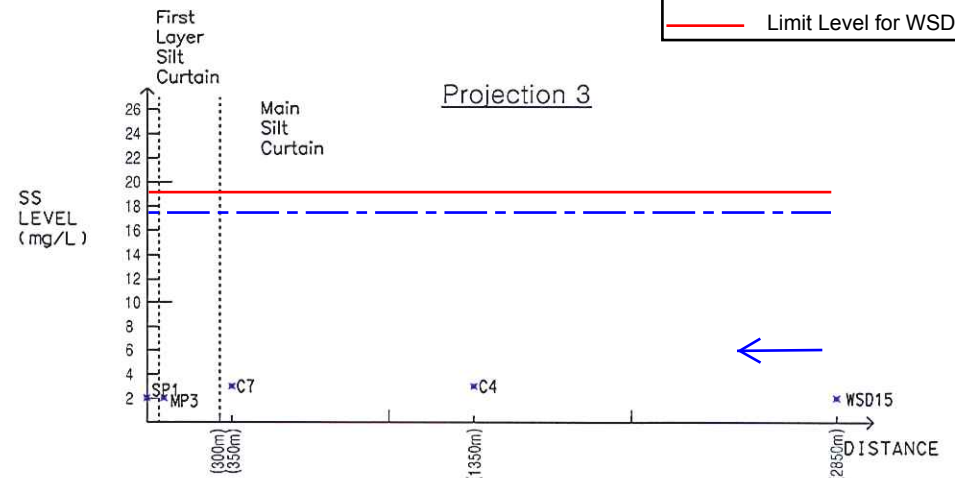 First
Layer
Silt
Curtain
Limit Level for WSD
Projection 3
Main
Silt
Curtain
26
24
22
20
18
16
14
12
10
8
6
4
2
SS
LEVEL
(mg/L)
SP1
MP3
C7
C4
WSD15
(300m)
(350m)
(1350m)
(2850m)
DISTANCE